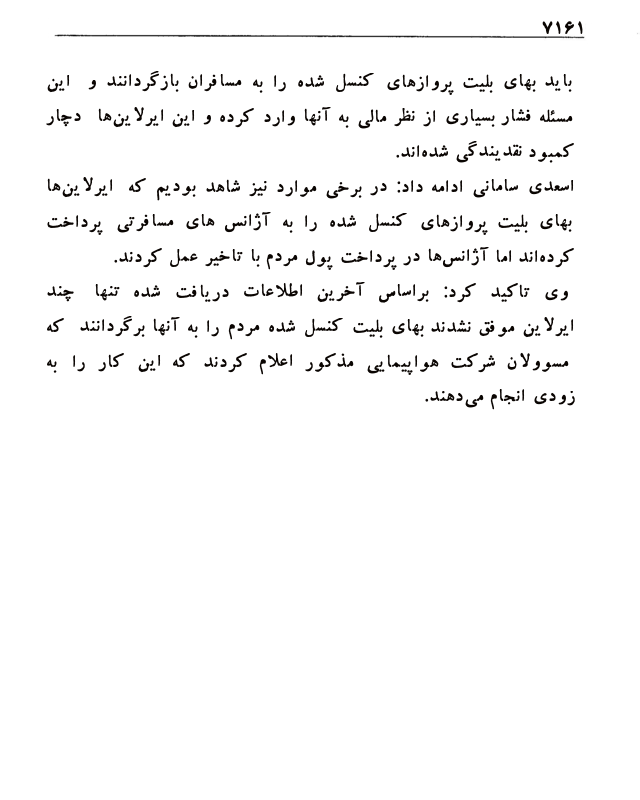 ۷۱۶۱
باید بهای بلیت پروازهای کنسل شده را به مسافران بازگردانند و این
مسئله فشار بسیاری از نظر مالی به آنها وارد کرده و این ایرلاین‌ها دچار
کمبود نقدیندگی شده‌اند.
اسعدی سامانی ادامه داد: در برخی موارد نیز شاهد بودیم که ایرلاین‌ها
بهای بلیت پروازهای کنسل شده را به آژانس های مسافرتی پرداخت
کرده‌اند اما آژانس‌ها در پرداخت پول مردم با تاخیر عمل کردند.
وی تاکید کرد: براساس آخرین اطلاعات دریافت شده تنها چند
ایرلاین موفق نشدند بهای بلیت کنسل شده مردم را به آنها برگردانند که
مسوولان شرکت هواپیمایی مذکور اعلام کردند که این کار را به
زودی انجام می‌دهند.